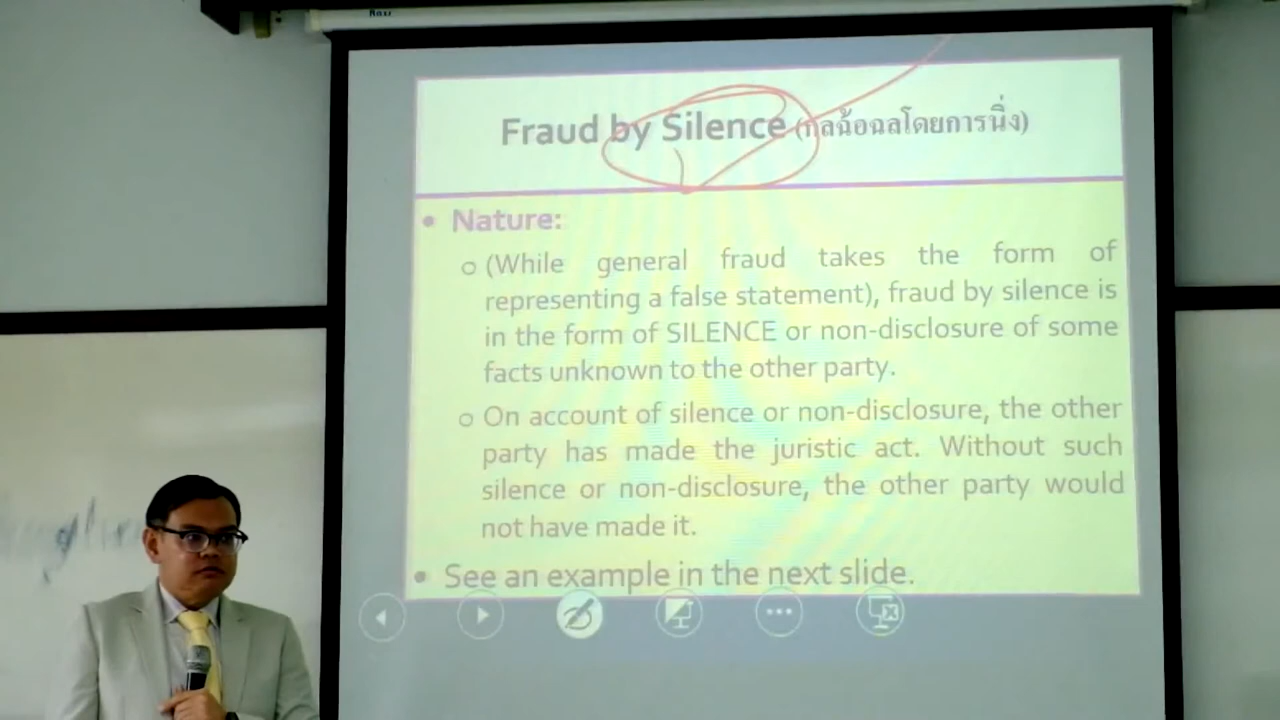 Fraud by Silence (กลฉ้อฉลโดยการนิ่ง)
• Nature:
o (While general fraud takes the form of
representing a false statement), fraud by silence is
in the form of SILENCE or non-disclosure of some
facts unknown to the other party.
o On account of silence or non-disclosure, the other
party has made the juristic act. Without such
silence or non-disclosure, the other party would
not have made it.
• See an example in the next slide.